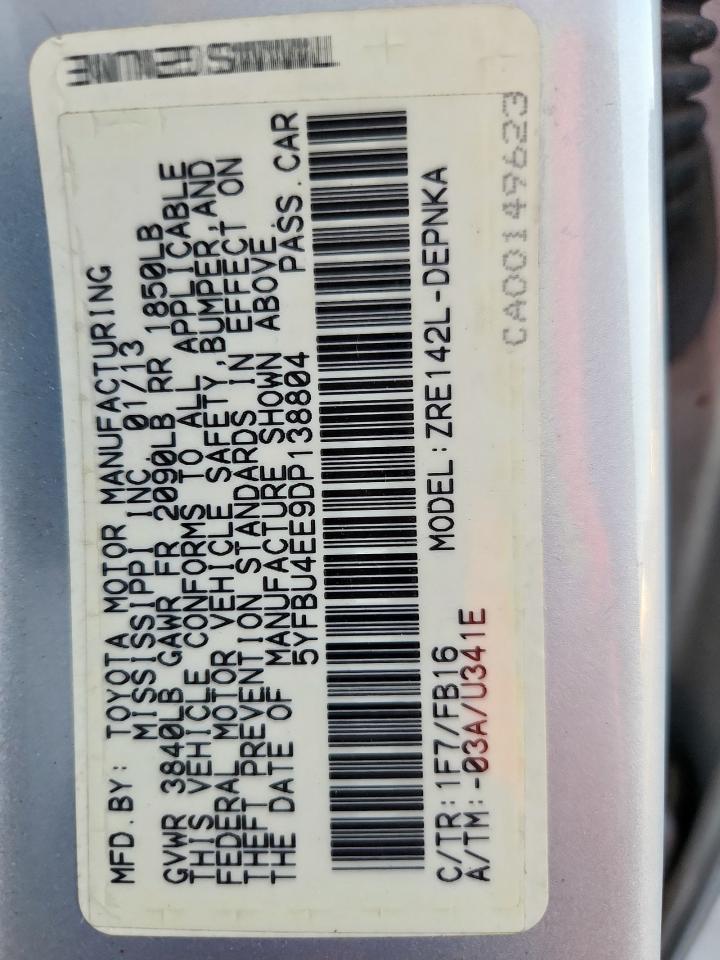 MFD.BY: TOYOTA MOTOR MANUFACTURING
MISSISSIPPI INC 01/13
GVWR 3840LB GAWR FR 2090LB RR 1850LB
THIS VEHICLE CONFORMS TO ALL APPLICABLE
FEDERAL MOTOR VEHICLE SAFETY, BUMPER, AND
THEFT PREVENTION STANDARDS IN EFFECT ON
THE DATE OF MANUFACTURE SHOWN ABOVE.
5YFBU4EE9DP138804 PASS.CAR
C/TR:1F7/FB16 MODEL:ZRE142L-DEPNKA
A/TM:-03A/U341E
CA00149623